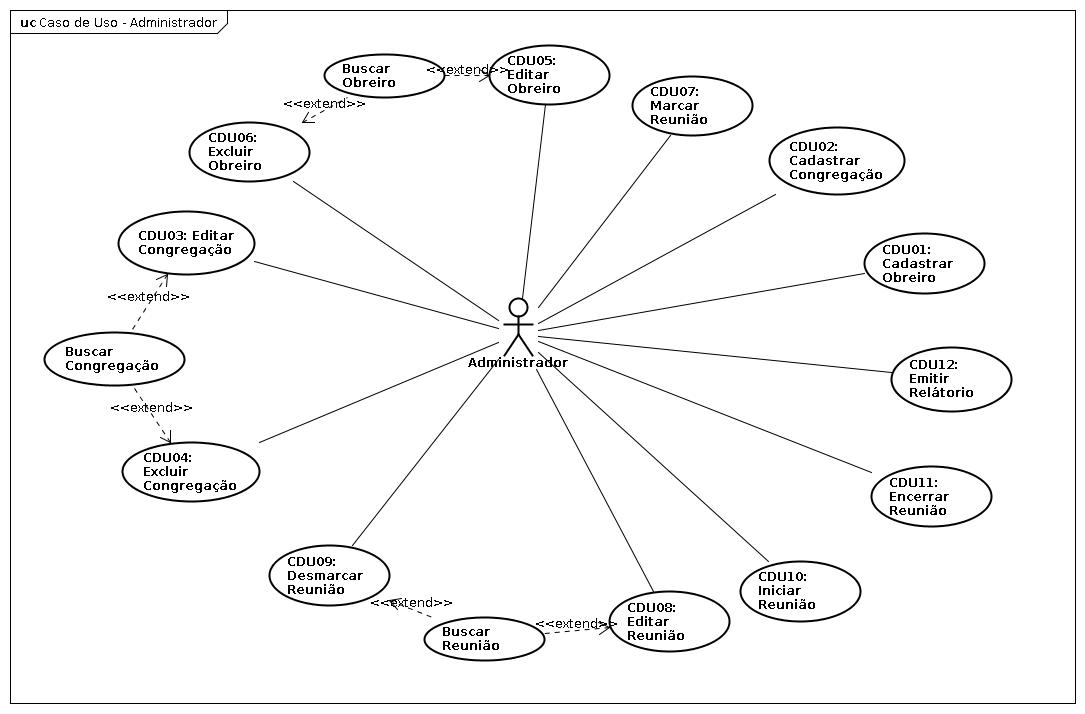 uc Caso de Uso - Administrador
Buscar
Obreiro
<<extend>>
CDU05:
Editar
Obreiro
CDU07:
Marcar
Reunião
<<extend>>
CDU06:
Excluir
Obreiro
CDU02:
Cadastrar
Congregação
CDU03: Editar
Congregação
CDU01:
Cadastrar
Obreiro
<<extend>>
Buscar
Congregação
Administrador
CDU12:
Emitir
Relátorio
<<extend>>
CDU04:
Excluir
Congregação
CDU11:
Encerrar
Reunião
CDU09:
Desmarcar
Reunião
CDU10:
Iniciar
Reunião
<<extend>>
Buscar
Reunião
<<extend>>
CDU08:
Editar
Reunião